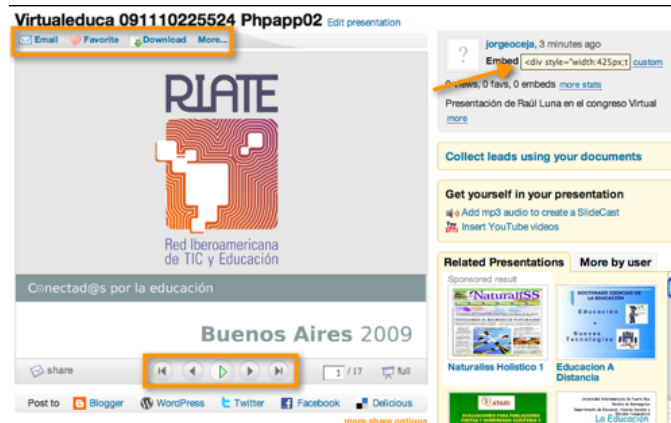 Virtualeduca 091110225524 Phpapp02 Edit presentation
Email Favorite Download More...
RIATE
Red Iberoamericana
de TIC y Educación
C@nectad@s por la educación
Buenos Aires 2009
share
1 / 17 full
Post to Blogger WordPress Twitter Facebook Delicious
more share options
?
jorgeoceja, 3 minutes ago
Embed <div style="width:425px;t custom
0 views, 0 favs, 0 embeds more stats
Presentación de Raúl Luna en el congreso Virtual
more
Collect leads using your documents
Get yourself in your presentation
Add mp3 audio to create a SlideCast
You Insert YouTube videos
Related Presentations More by user
Sponsored result
NaturalISS
DOCTORADO CIENCIAS DE
LA EDUCACIÓN
Educación
Nuevas
Tecnologías
Naturaliss Holistico 1
Educacion A
Distancia
ATARI
La Educación